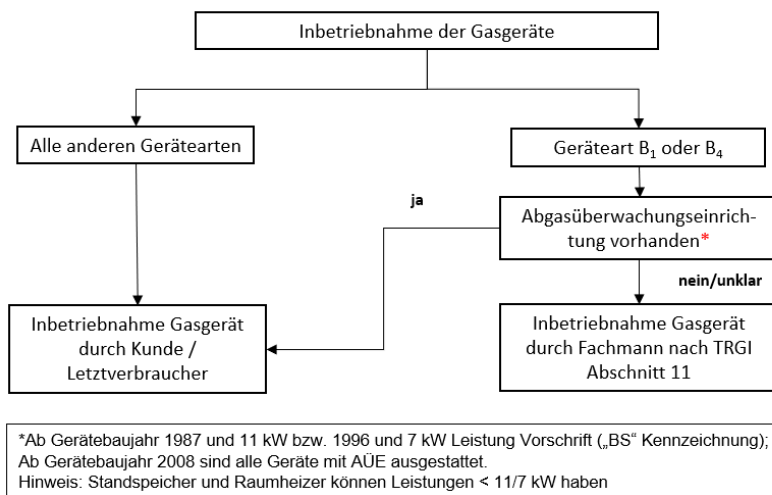 Inbetriebnahme der Gasgeräte
Alle anderen Gerätearten
Geräteart B₁ oder B₄
ja
Abgasüberwachungseinrich-
tung vorhanden*
nein/unklar
Inbetriebnahme Gasgerät
durch Kunde /
Letztverbraucher
Inbetriebnahme Gasgerät
durch Fachmann nach TRGI
Abschnitt 11
*Ab Gerätebaujahr 1987 und 11 kW bzw. 1996 und 7 kW Leistung Vorschrift („BS“ Kennzeichnung);
Ab Gerätebaujahr 2008 sind alle Geräte mit AÜE ausgestattet.
Hinweis: Standspeicher und Raumheizer können Leistungen < 11/7 kW haben